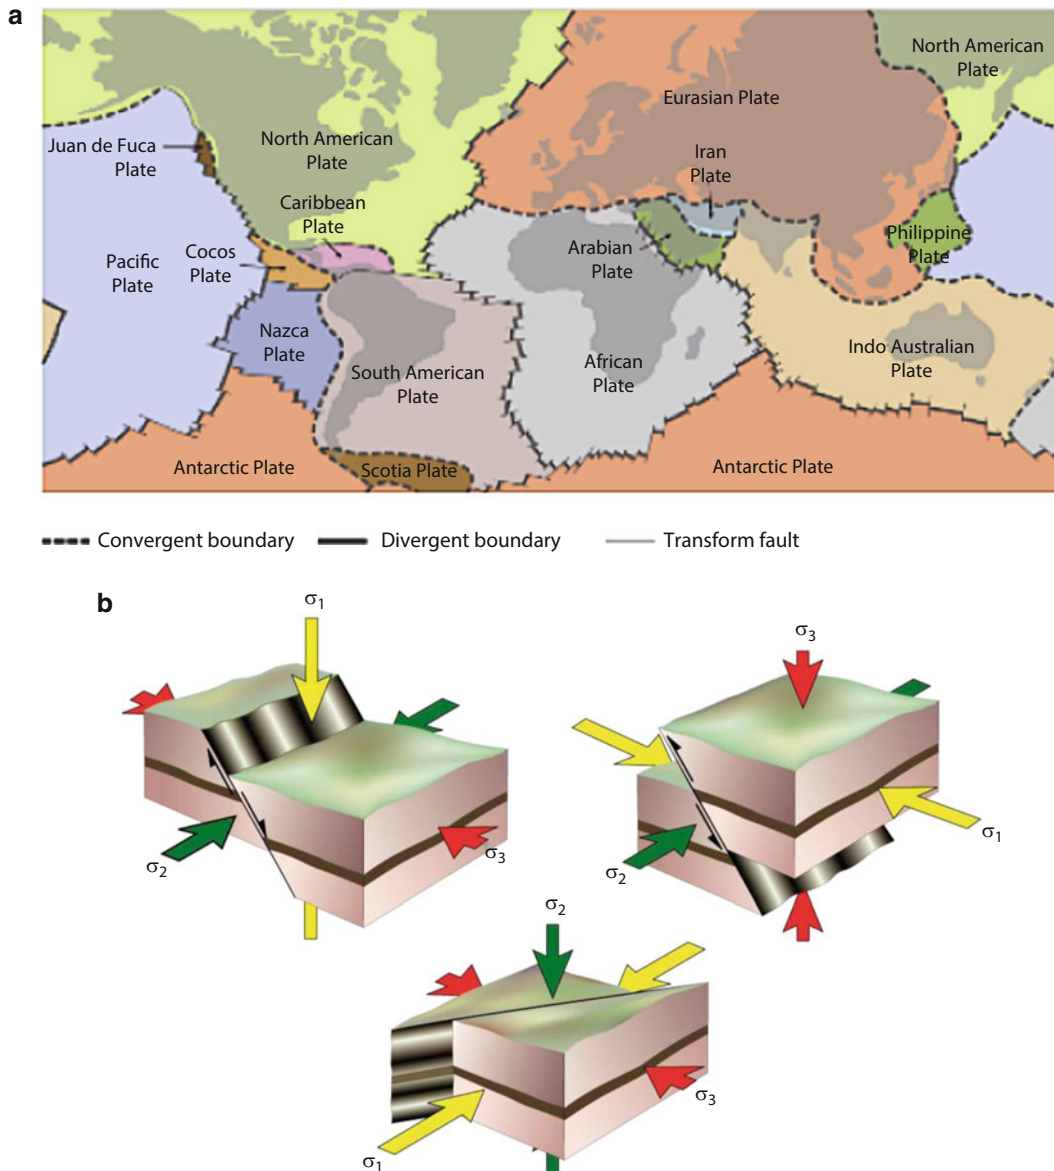 a
North American
Plate
Eurasian Plate
Juan de Fuca
Plate
North American
Plate
Iran
Plate
Caribbean
Plate
Philippine
Plate
Pacific
Plate
Cocos
Plate
Arabian
Plate
Nazca
Plate
South American
Plate
African
Plate
Indo Australian
Plate
Antarctic Plate
Scotia Plate
Antarctic Plate
Convergent boundary
Divergent boundary
Transform fault
b
σ1
σ2
σ3
σ3
σ2
σ1
σ2
σ3
σ1